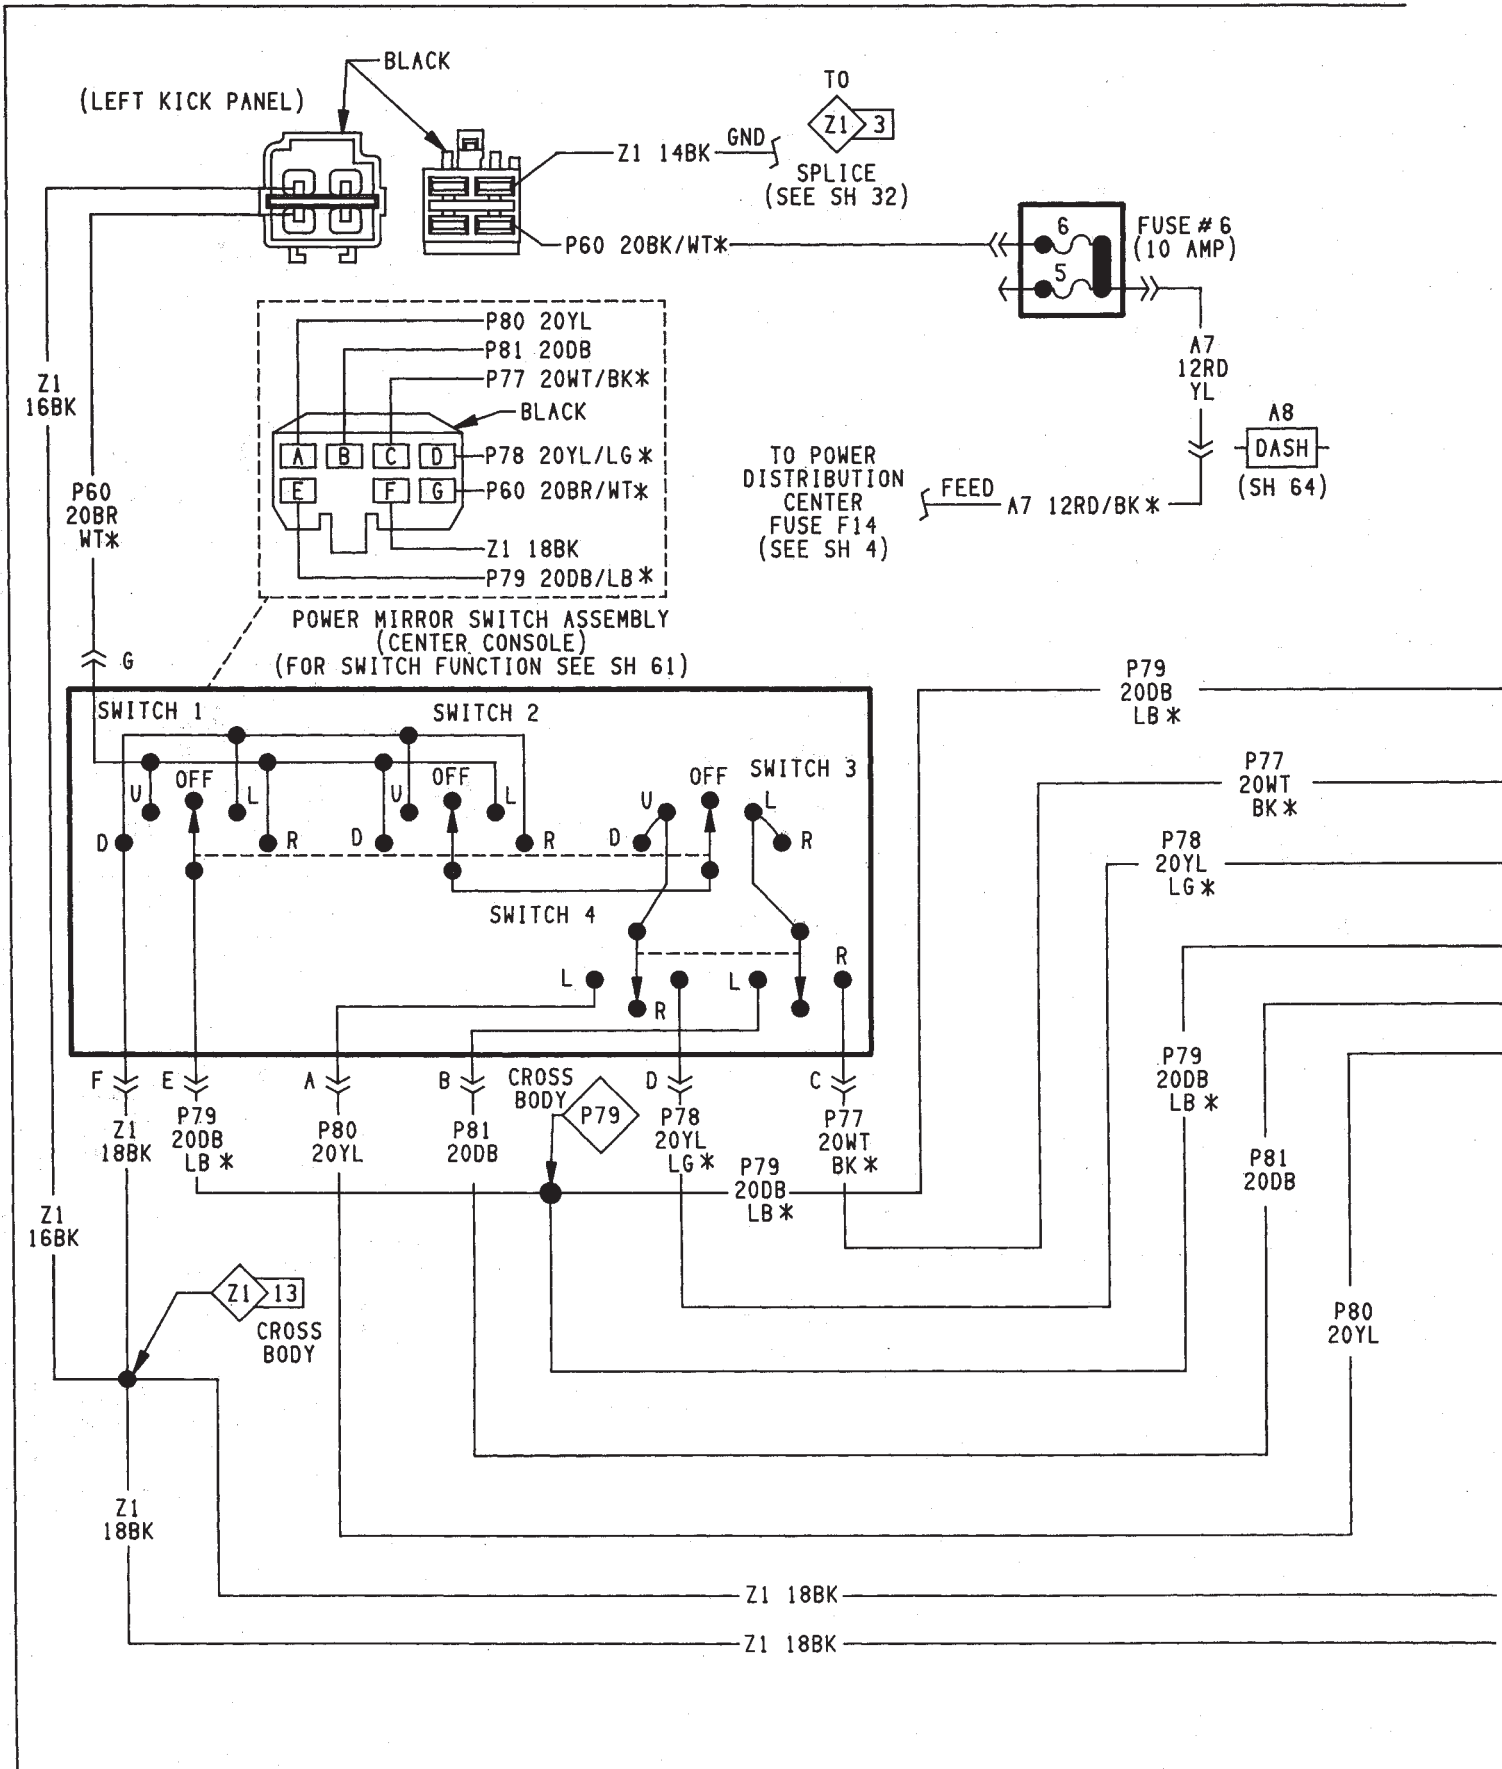 BLACK
(LEFT KICK PANEL)
TO
Z1 3
SPLICE
(SEE SH 32)
Z1 14BK
GND
P60 20BK/WT*
6
5
FUSE #6
(10 AMP)
A7
12RD
YL
A8
DASH
(SH 64)
TO POWER
DISTRIBUTION
CENTER
FUSE F14
(SEE SH 4)
FEED
A7 12RD/BK*
P80 20YL
P81 20DB
P77 20WT/BK*
BLACK
A B C D
P78 20YL/LG*
E F G
P60 20BR/WT*
Z1 18BK
P79 20DB/LB*
POWER MIRROR SWITCH ASSEMBLY
(CENTER CONSOLE)
(FOR SWITCH FUNCTION SEE SH 61)
Z1
16BK
P60
20BR
WT*
G
SWITCH 1
SWITCH 2
SWITCH 3
OFF
OFF
OFF
U
L
D
R
U
L
D
R
U
L
D
R
SWITCH 4
L
R
L
R
F
E
A
B
D
C
CROSS
BODY
P79
Z1
18BK
P79
20DB
LB*
P80
20YL
P81
20DB
P78
20YL
LG*
P77
20WT
BK*
P79
20DB
LB*
P79
20DB
LB*
P77
20WT
BK*
P78
20YL
LG*
P79
20DB
LB*
P81
20DB
P80
20YL
Z1
16BK
Z1 13
CROSS
BODY
Z1
18BK
Z1 18BK
Z1 18BK